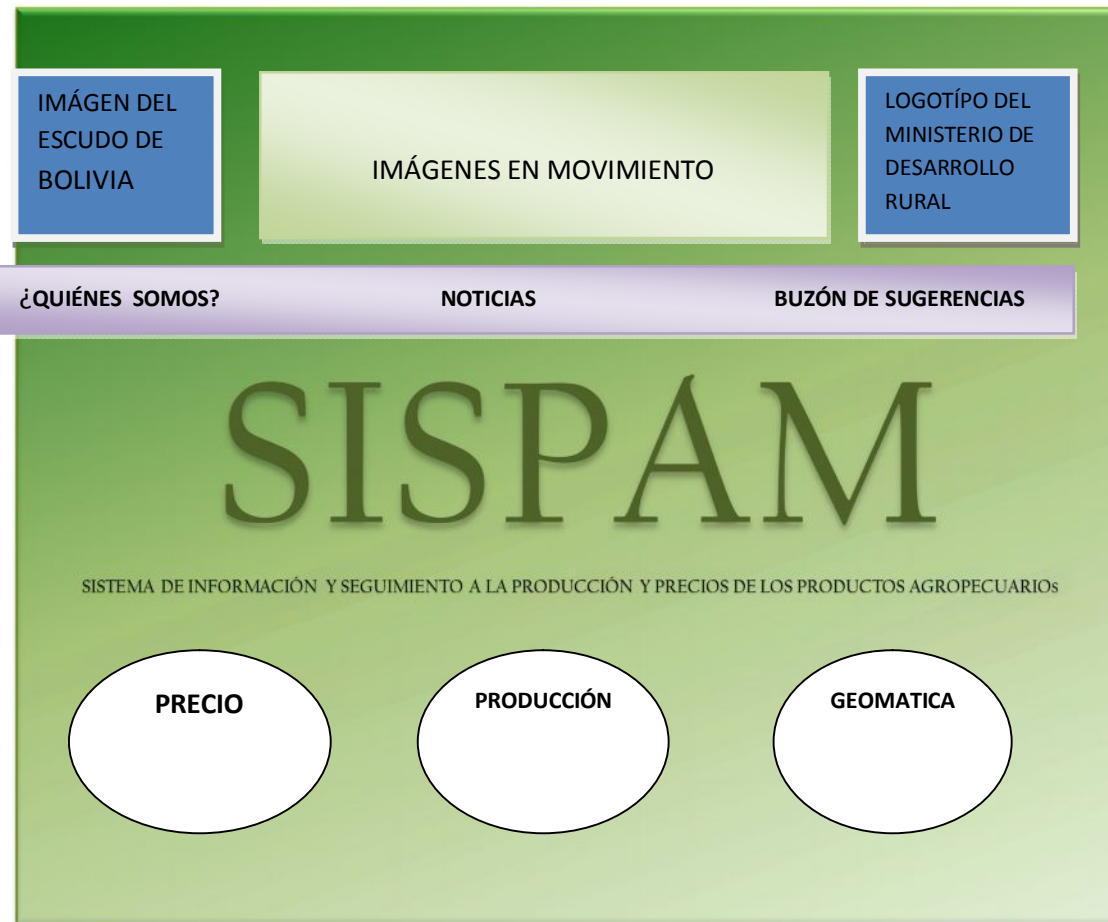 IMÁGEN DEL
ESCUDO DE
BOLIVIA
IMÁGENES EN MOVIMIENTO
LOGOTÍPO DEL
MINISTERIO DE
DESARROLLO
RURAL
¿QUIÉNES SOMOS?
NOTICIAS
BUZÓN DE SUGERENCIAS
SISPAM
SISTEMA DE INFORMACIÓN Y SEGUIMIENTO A LA PRODUCCIÓN Y PRECIOS DE LOS PRODUCTOS AGROPECUARIOs
PRECIO
PRODUCCIÓN
GEOMATICA